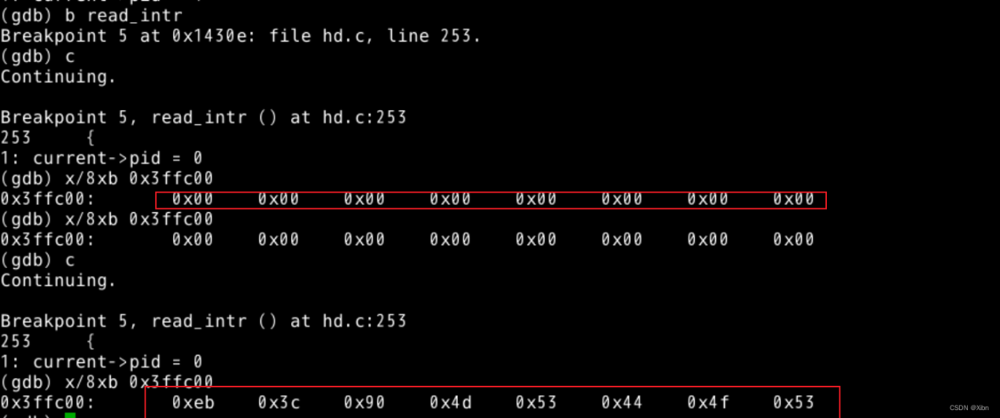 (gdb) b read_intr
Breakpoint 5 at 0x1430e: file hd.c, line 253.
(gdb) c
Continuing.
Breakpoint 5, read_intr () at hd.c:253
253     {
1: current->pid = 0
(gdb) x/8xb 0x3ffc00
0x3ffc00:       0x00    0x00    0x00    0x00    0x00    0x00    0x00    0x00
(gdb) x/8xb 0x3ffc00
0x3ffc00:       0x00    0x00    0x00    0x00    0x00    0x00    0x00    0x00
(gdb) c
Continuing.
Breakpoint 5, read_intr () at hd.c:253
253     {
1: current->pid = 0
(gdb) x/8xb 0x3ffc00
0x3ffc00:       0xeb    0x3c    0x90    0x4d    0x53    0x44    0x4f    0x53
CSDN @Xibn